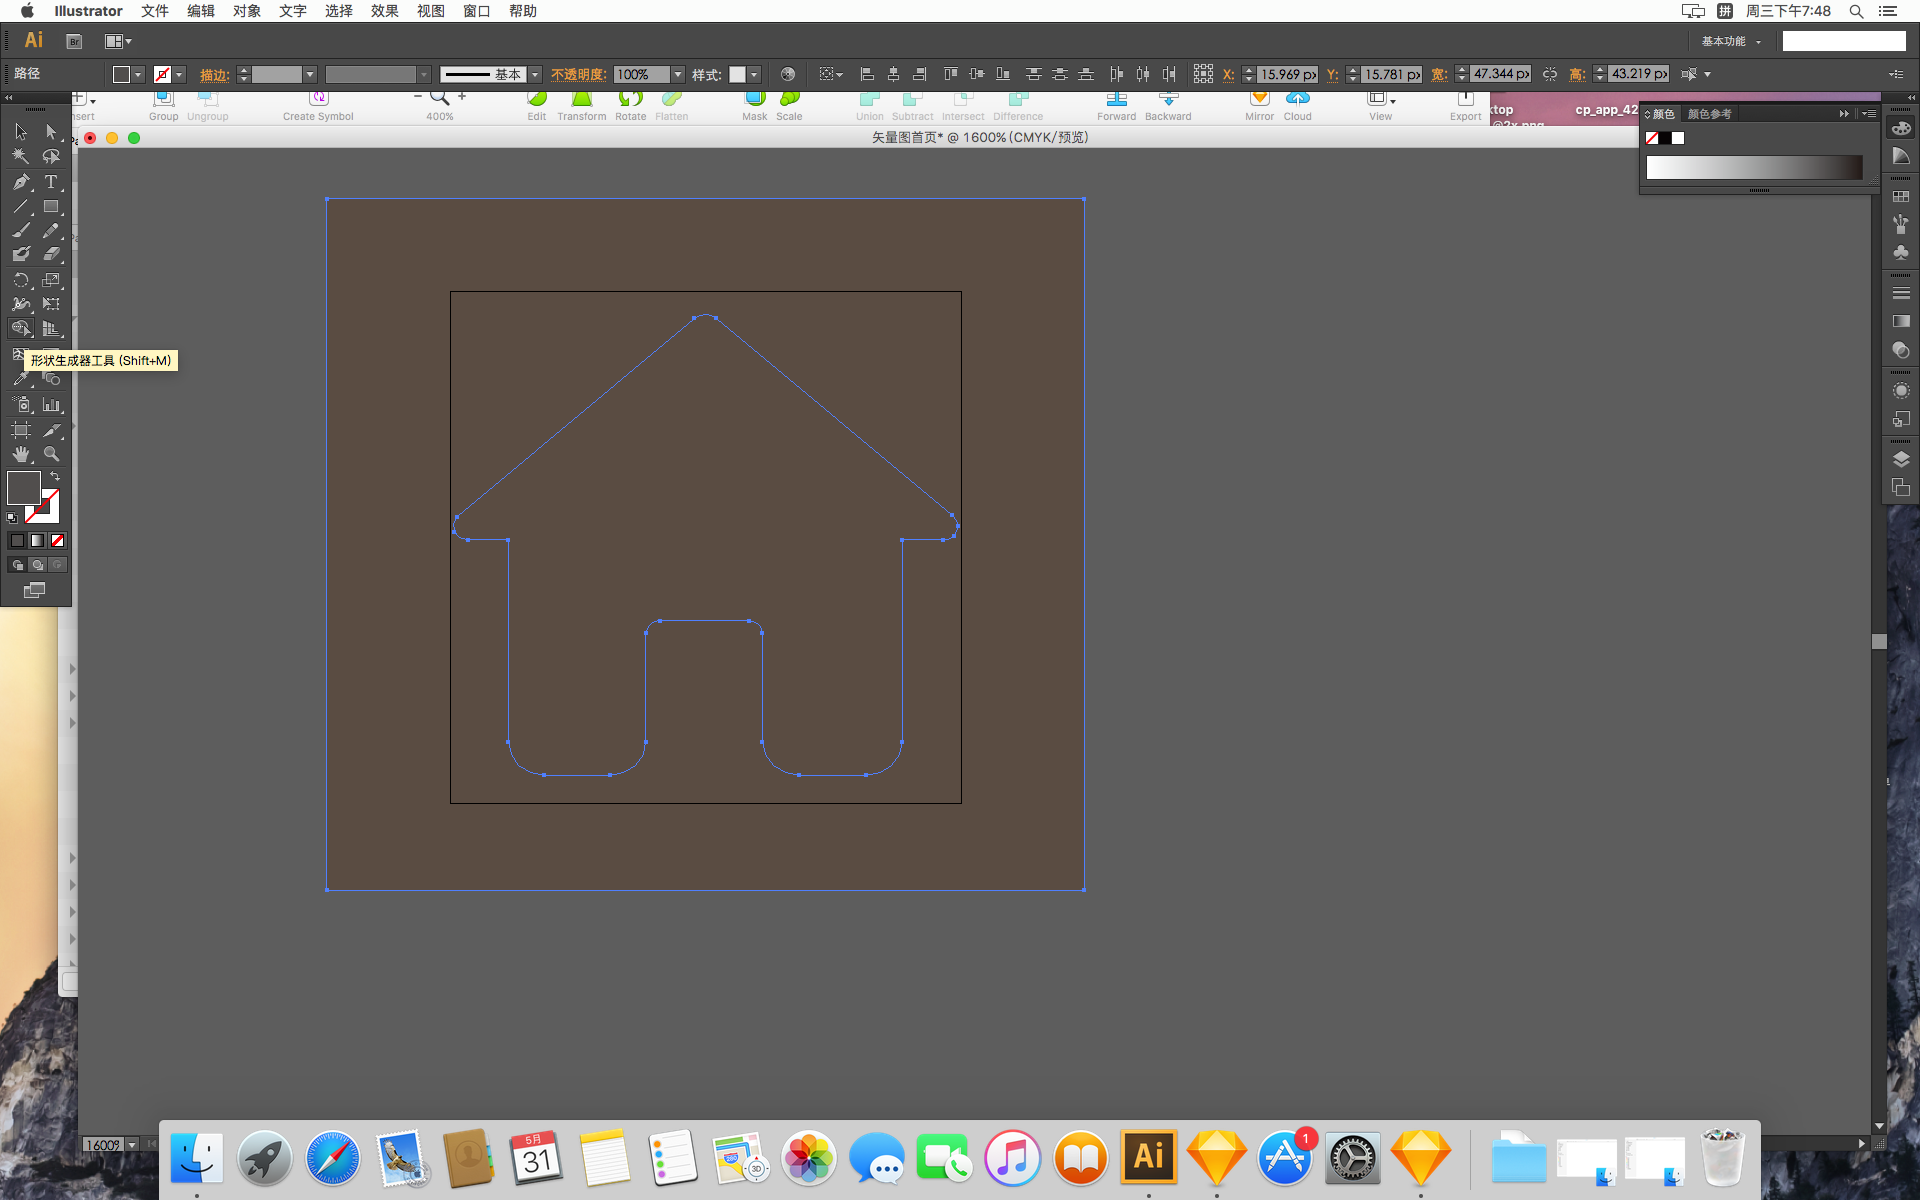 Illustrator 文件 编辑 对象 文字 选择 效果 视图 窗口 帮助 拼 周三下午7:48
Ai Br 基本功能
路径 描边: 基本 不透明度: 100% 样式: X: 15.969 px Y: 15.781 px 宽: 47.344 px 高: 43.219 px
nsert Group Ungroup Create Symbol 400% Edit Transform Rotate Flatten Mask Scale Union Subtract Intersect Difference Forward Backward Mirror Cloud View Export
ktop cp_app_42
@2x.png
颜色 颜色参考
矢量图首页* @ 1600% (CMYK/预览)
T
形状生成器工具 (Shift+M)
1600%
5月
31
280
3D
Ai
1